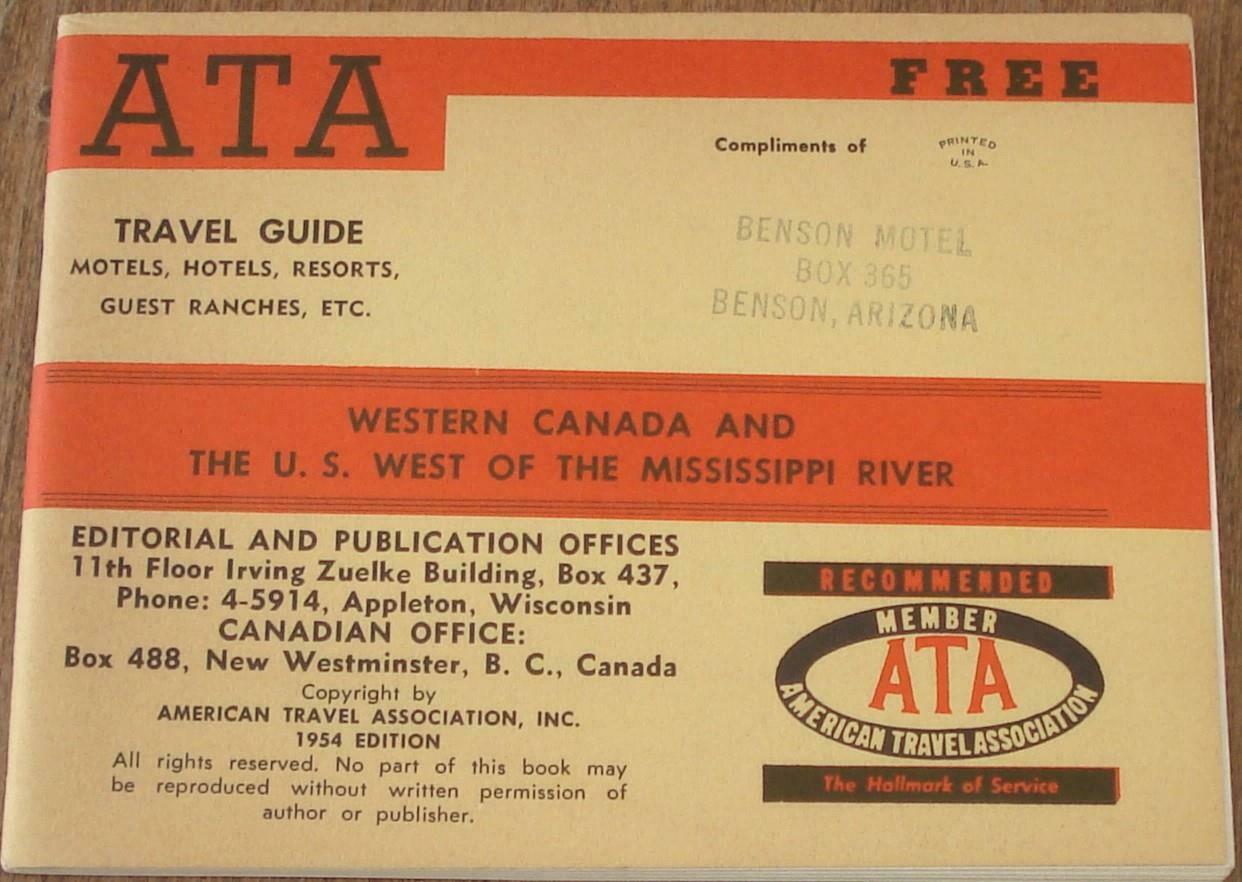 ATA
FREE
Compliments of
PRINTED
IN
U.S.A.
TRAVEL GUIDE
MOTELS, HOTELS, RESORTS,
GUEST RANCHES, ETC.
BENSON MOTEL
BOX 365
BENSON, ARIZONA
WESTERN CANADA AND
THE U. S. WEST OF THE MISSISSIPPI RIVER
EDITORIAL AND PUBLICATION OFFICES
11th Floor Irving Zuelke Building, Box 437,
Phone: 4-5914, Appleton, Wisconsin
CANADIAN OFFICE:
Box 488, New Westminster, B. C., Canada
Copyright by
AMERICAN TRAVEL ASSOCIATION, INC.
1954 EDITION
All rights reserved. No part of this book may
be reproduced without written permission of
author or publisher.
RECOMMENDED
MEMBER
ATA
AMERICAN TRAVEL ASSOCIATION
The Hallmark of Service